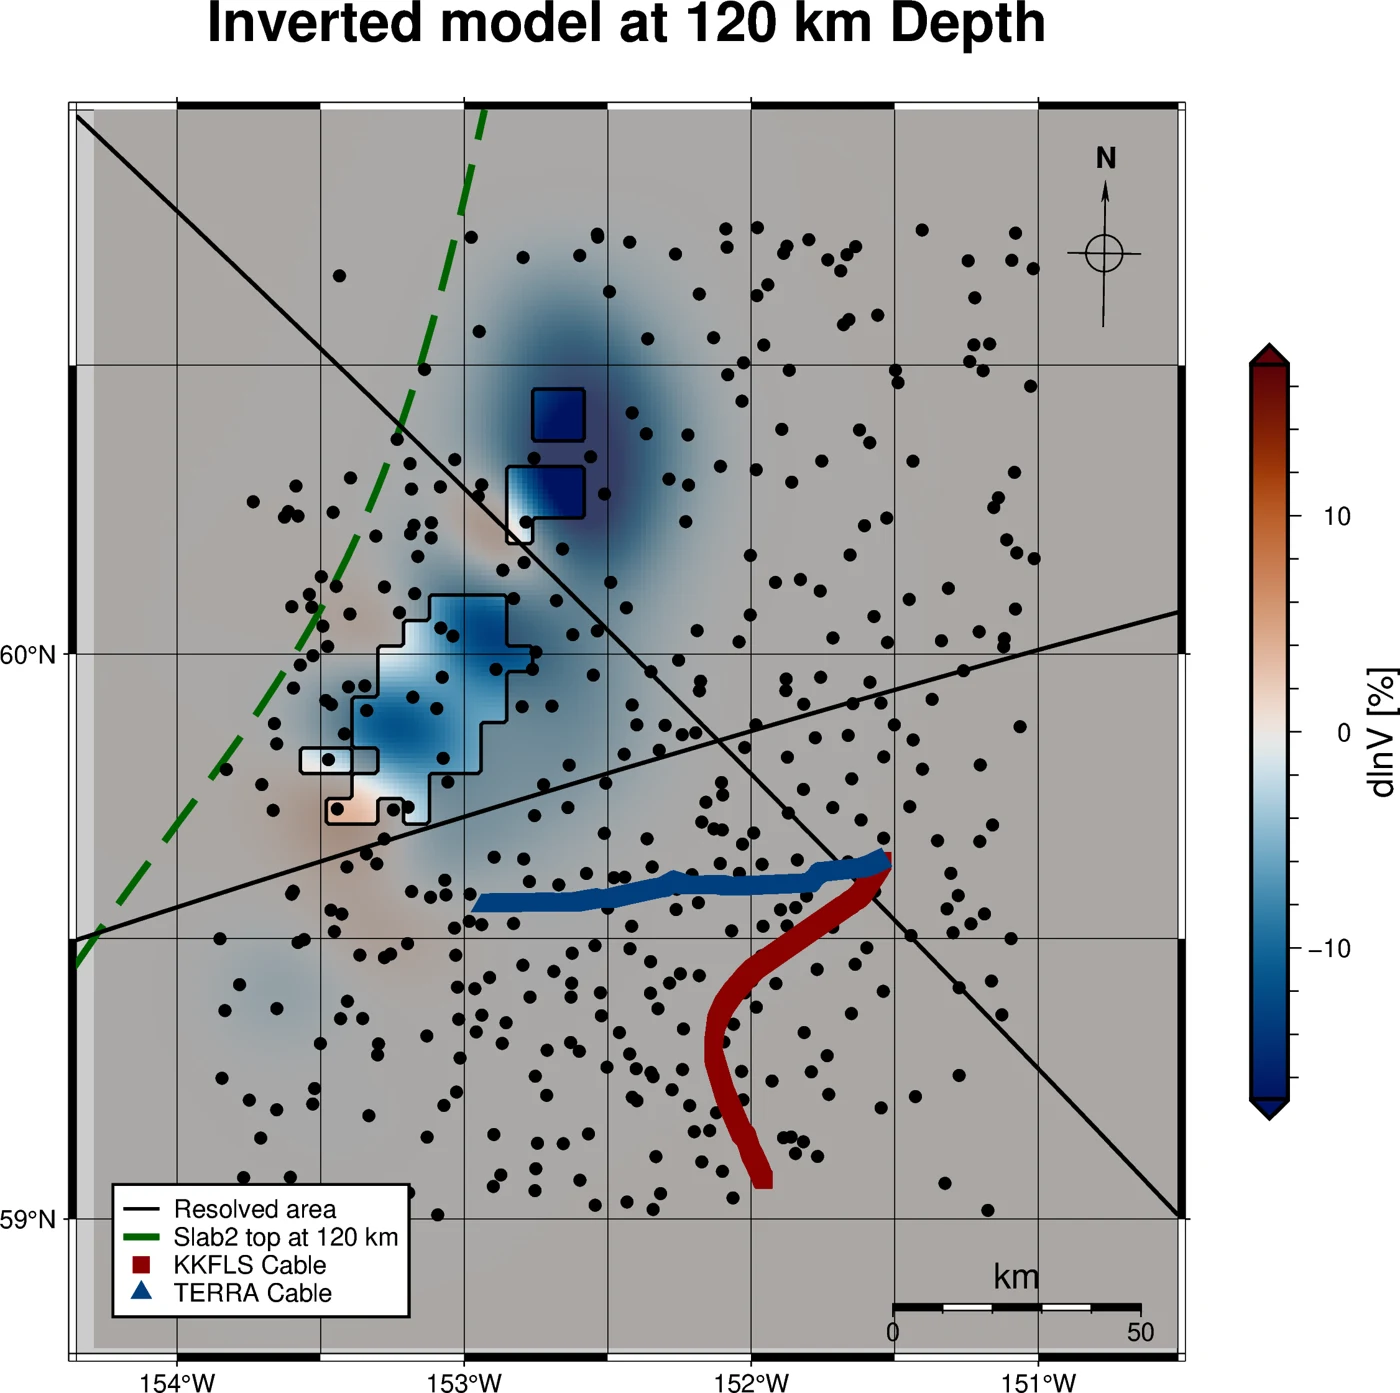 Inverted model at 120 km Depth
N
10
0
−10
dlnV [%]
60°N
59°N
Resolved area
Slab2 top at 120 km
KKFLS Cable
TERRA Cable
km
0 50
154°W 153°W 152°W 151°W